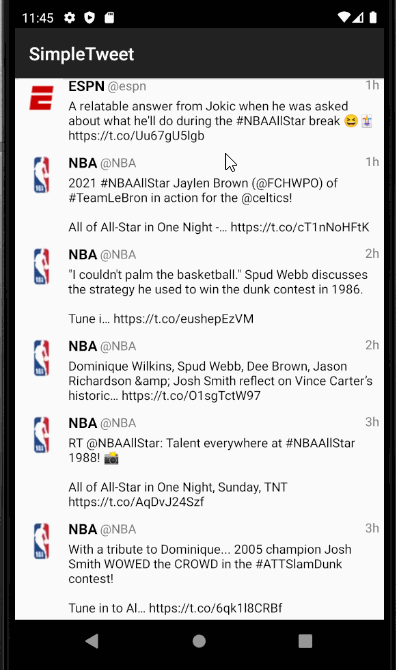 11:45
SimpleTweet
ESPN @espn 1h
A relatable answer from Jokic when he was asked
about what he'll do during the #NBAAllStar break 😆 🃏
https://t.co/Uu67gU5lgb
NBA @NBA 1h
2021 #NBAAllStar Jaylen Brown (@FCHWPO) of
#TeamLeBron in action for the @celtics!
All of All-Star in One Night -… https://t.co/cT1nNoHFtK
NBA @NBA 2h
"I couldn't palm the basketball." Spud Webb discusses
the strategy he used to win the dunk contest in 1986.
Tune i… https://t.co/eushepEzVM
NBA @NBA 2h
Dominique Wilkins, Spud Webb, Dee Brown, Jason
Richardson &amp; Josh Smith reflect on Vince Carter's
historic… https://t.co/O1sgTctW97
NBA @NBA 3h
RT @NBAAllStar: Talent everywhere at #NBAAllStar
1988! 📸
All of All-Star in One Night, Sunday, TNT
https://t.co/AqDvJ24Szf
NBA @NBA 3h
With a tribute to Dominique... 2005 champion Josh
Smith WOWED the CROWD in the #ATTSlamDunk
contest!
Tune in to Al… https://t.co/6qk1l8CRBf